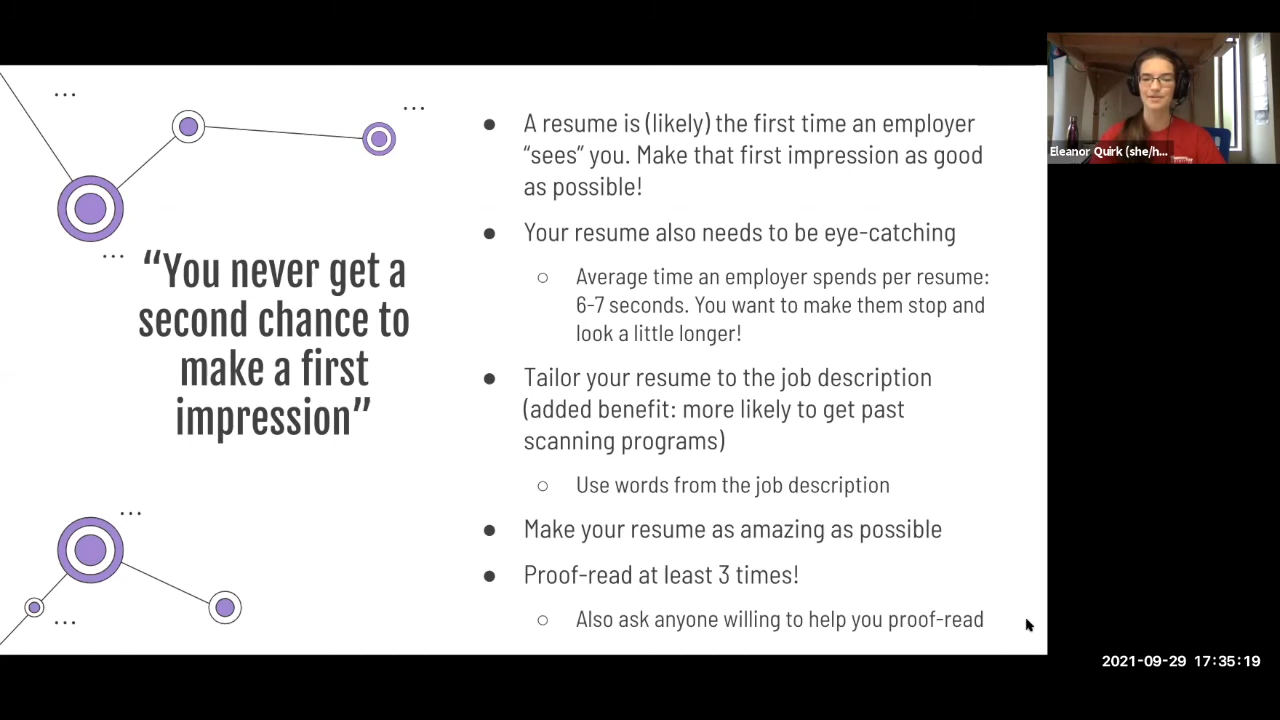 “You never get a
second chance to
make a first
impression”
● A resume is (likely) the first time an employer
“sees” you. Make that first impression as good
as possible!
● Your resume also needs to be eye-catching
○ Average time an employer spends per resume:
6-7 seconds. You want to make them stop and
look a little longer!
● Tailor your resume to the job description
(added benefit: more likely to get past
scanning programs)
○ Use words from the job description
● Make your resume as amazing as possible
● Proof-read at least 3 times!
○ Also ask anyone willing to help you proof-read
Eleanor Quirk (she/h...
2021-09-29 17:35:19